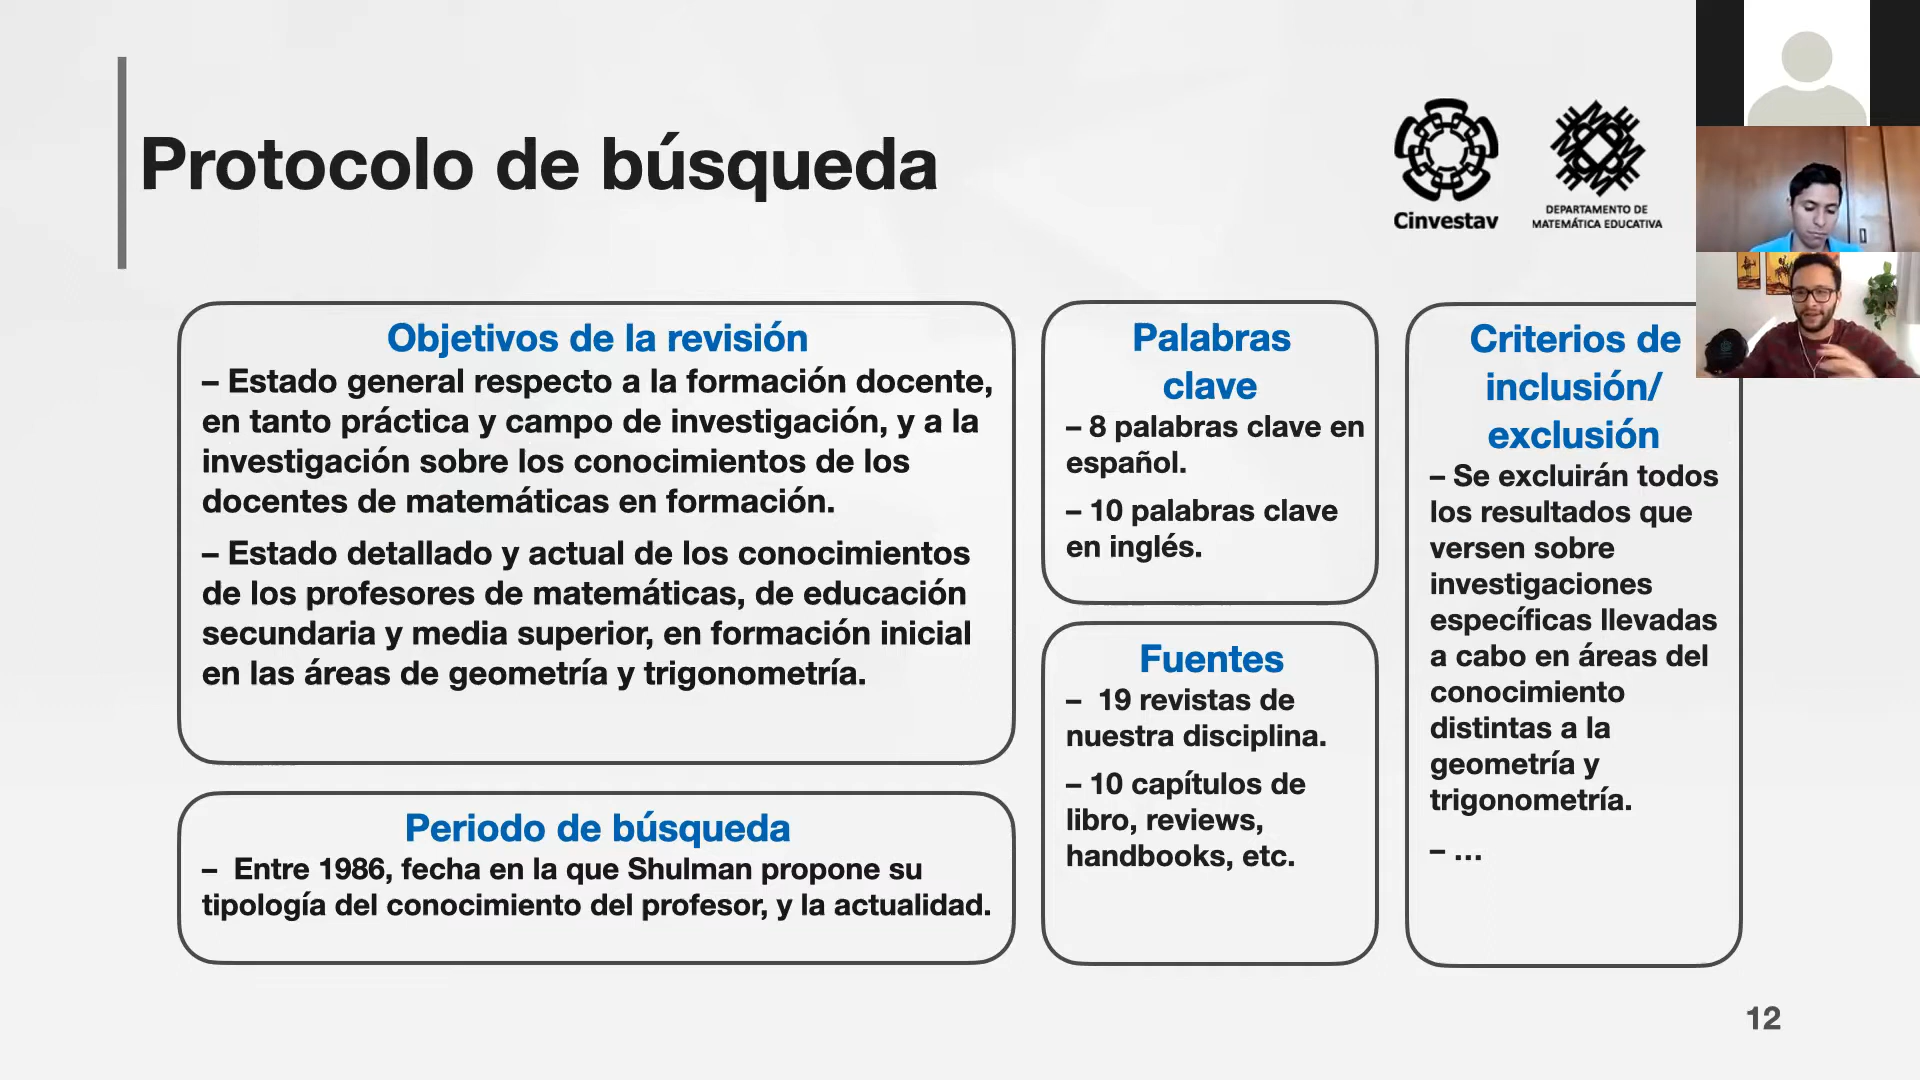 Protocolo de búsqueda
Cinvestav
DEPARTAMENTO DE
MATEMÁTICA EDUCATIVA
Objetivos de la revisión
– Estado general respecto a la formación docente,
en tanto práctica y campo de investigación, y a la
investigación sobre los conocimientos de los
docentes de matemáticas en formación.
– Estado detallado y actual de los conocimientos
de los profesores de matemáticas, de educación
secundaria y media superior, en formación inicial
en las áreas de geometría y trigonometría.
Periodo de búsqueda
– Entre 1986, fecha en la que Shulman propone su
tipología del conocimiento del profesor, y la actualidad.
Palabras
clave
– 8 palabras clave en
español.
– 10 palabras clave
en inglés.
Fuentes
– 19 revistas de
nuestra disciplina.
– 10 capítulos de
libro, reviews,
handbooks, etc.
Criterios de
inclusión/
exclusión
– Se excluirán todos
los resultados que
versen sobre
investigaciones
específicas llevadas
a cabo en áreas del
conocimiento
distintas a la
geometría y
trigonometría.
– ...
12